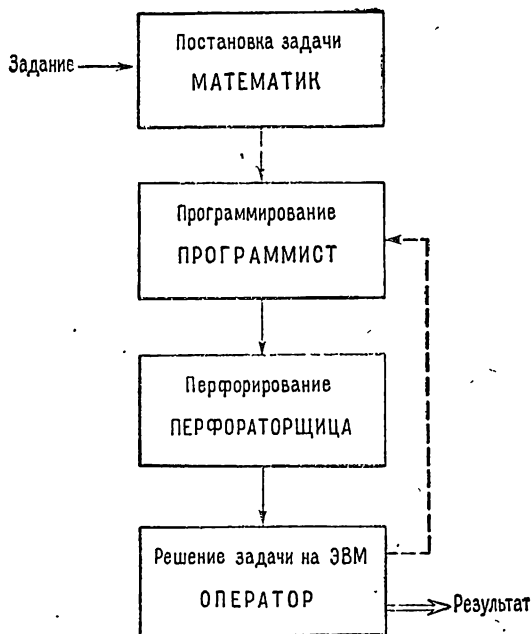 Постановка задачи
Задание
МАТЕМАТИК
Программирование
ПРОГРАММИСТ
Перфорирование
ПЕРФОРАТОРЩИЦА
Решение задачи на ЭВМ
ОПЕРАТОР
Результат